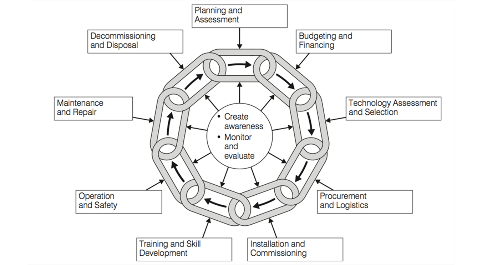 Planning and
Assessment
Decommissioning
and Disposal
Budgeting and
Financing
Maintenance
and Repair
• Create
awareness
• Monitor
and
evaluate
Technology Assessment
and Selection
Operation
and Safety
Procurement
and Logistics
Training and Skill
Development
Installation and
Commissioning